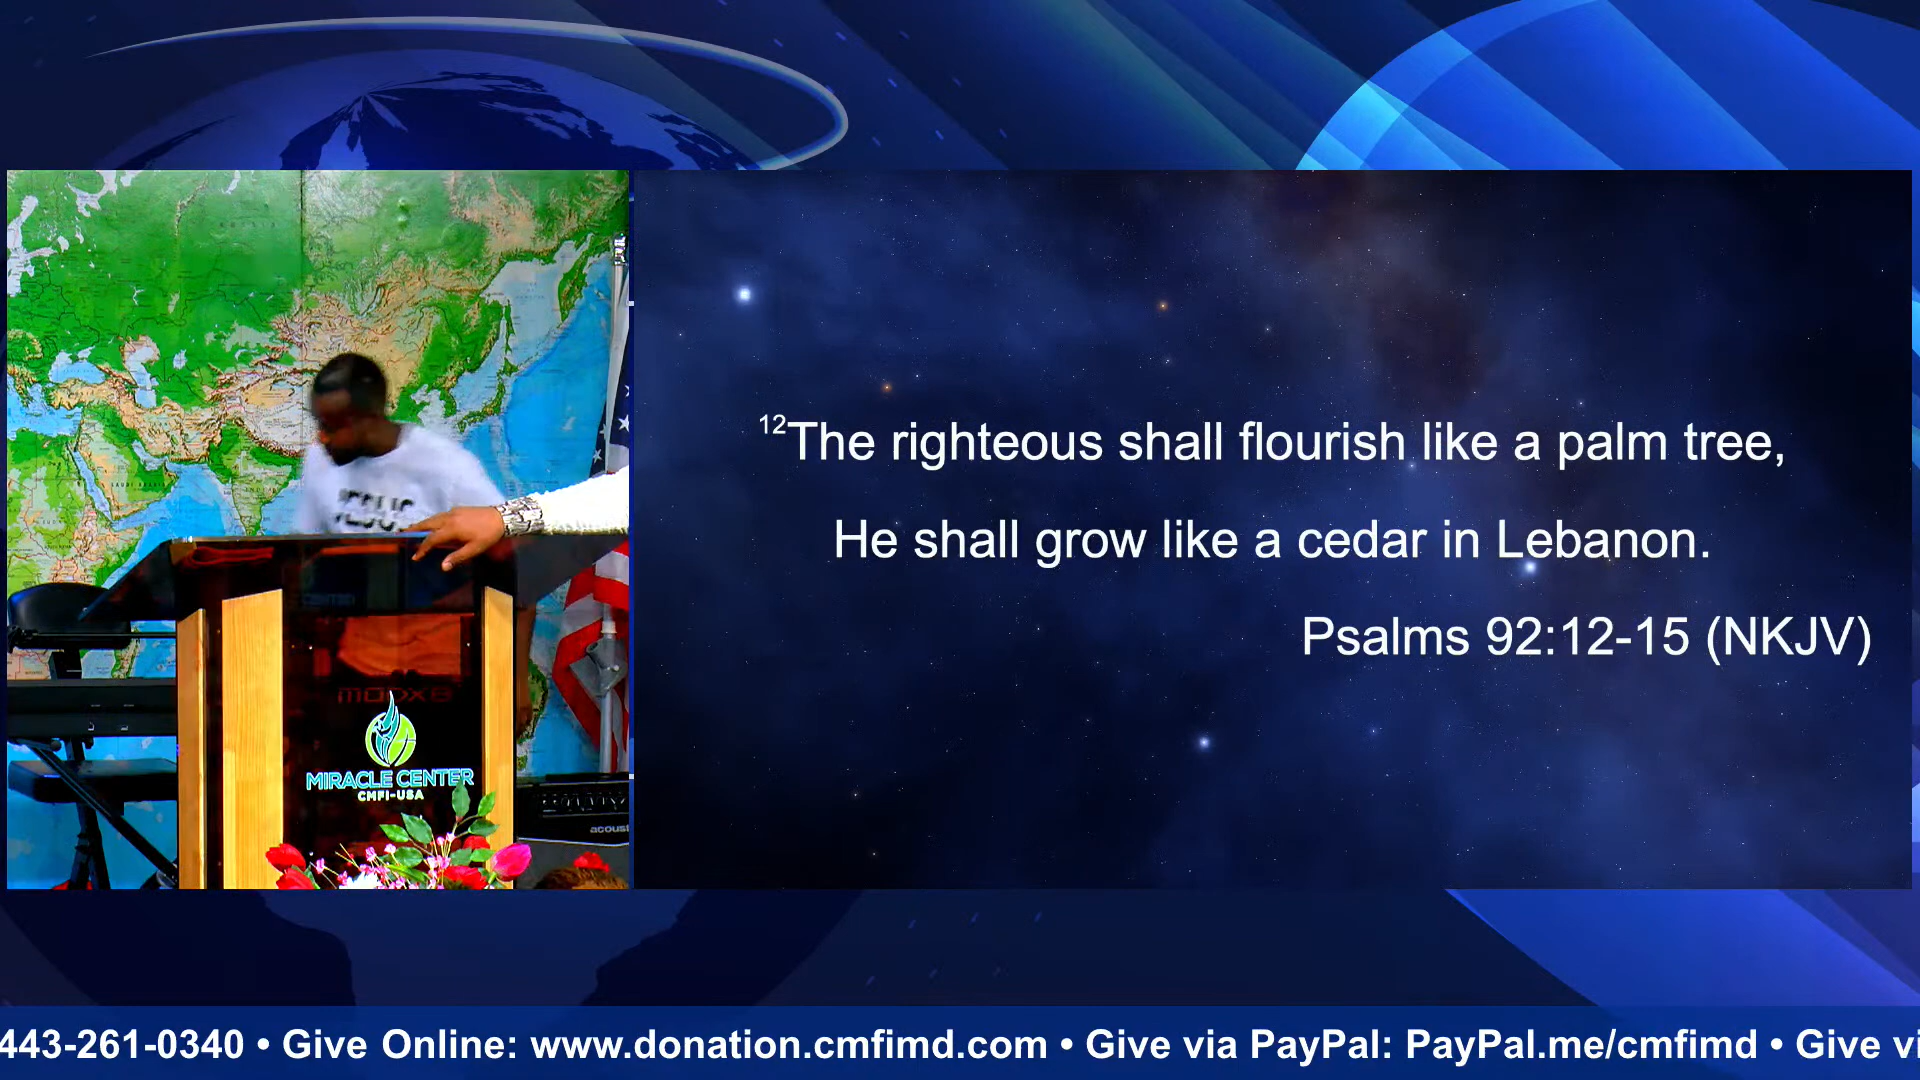 MIRACLE CENTER
CMFI-USA
¹²The righteous shall flourish like a palm tree,
He shall grow like a cedar in Lebanon.
Psalms 92:12-15 (NKJV)
443-261-0340 • Give Online: www.donation.cmfimd.com • Give via PayPal: PayPal.me/cmfimd • Give